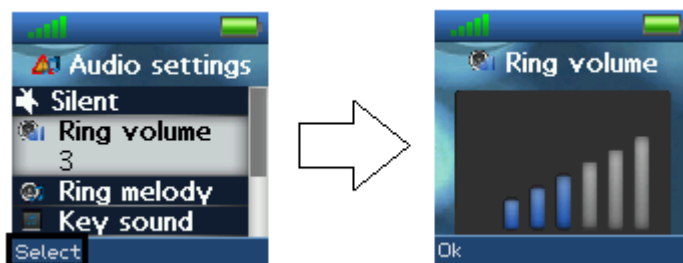 Audio settings
Silent
Ring volume
3
Ring melody
Key sound
Select
Ring volume
Ok